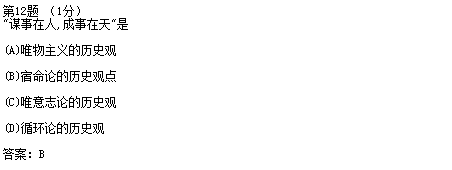 第12题 （1分）
“谋事在人,成事在天”是
(A)唯物主义的历史观
(B)宿命论的历史观点
(C)唯意志论的历史观
(D)循环论的历史观
答案：B